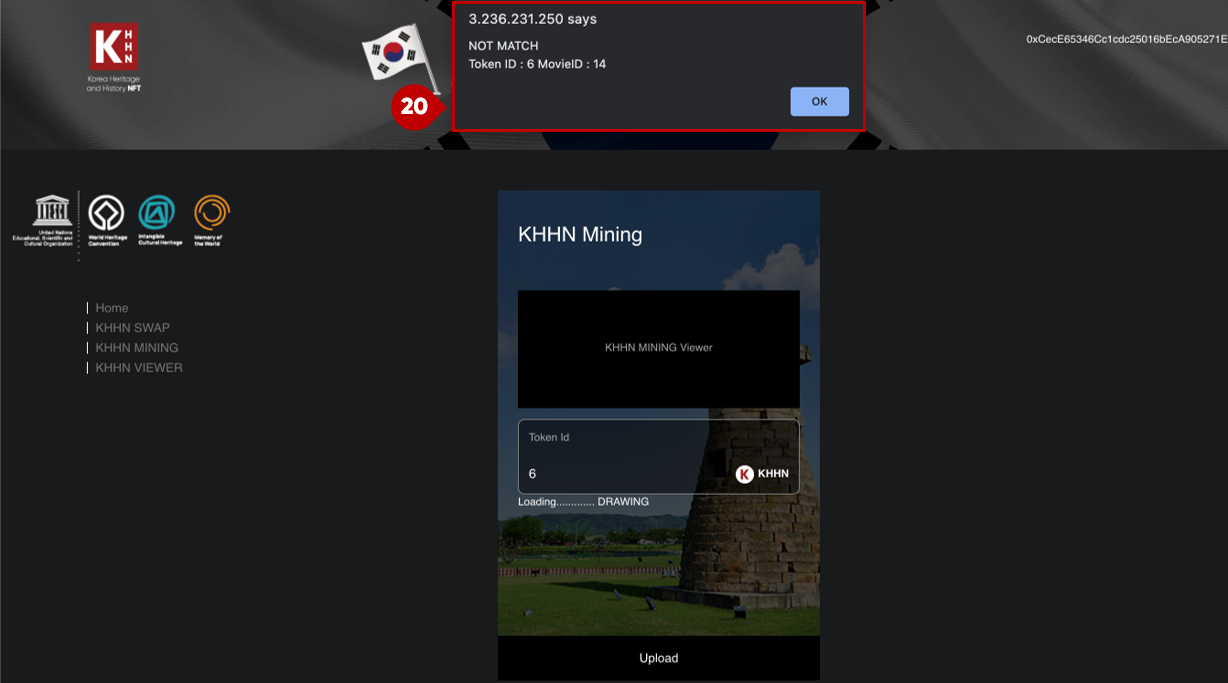 3.236.231.250 says
NOT MATCH
Token ID : 6 MovieID : 14
OK
20
K
H
H
N
Korea Heritage
and History NFT
0xCecE65346Cc1cdc25016bEcA905271E
United Nations
Educational, Scientific and
Cultural Organization
World Heritage
Convention
Intangible
Cultural Heritage
Memory of
the World
Home
KHHN SWAP
KHHN MINING
KHHN VIEWER
KHHN Mining
KHHN MINING Viewer
Token Id
6
K KHHN
Loading............. DRAWING
Upload